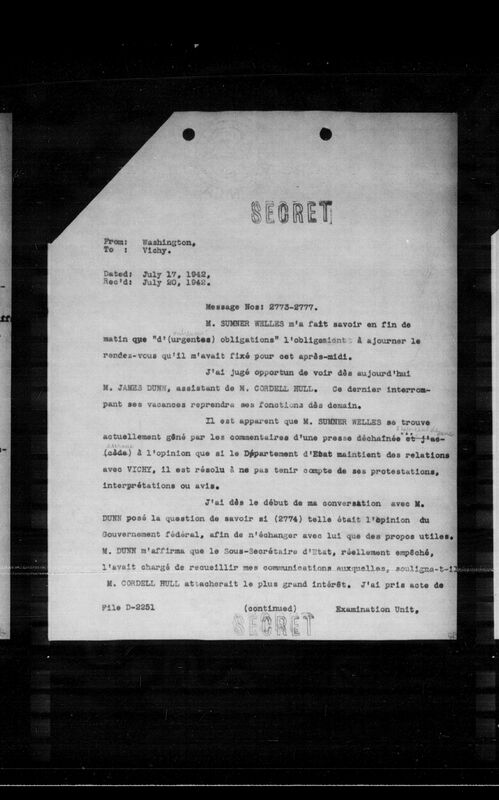 SECRET
From: Washington.
To : Vichy.
Dated: July 17, 1942.
Rec'd: July 20, 1942.
Message Nos: 2773-2777.
M. SUMNER WELLES m'a fait savoir en fin de
matin que "d'(urgentes) obligations" l'obligeaient à ajourner le
rendez-vous qu'il m'avait fixé pour cet après-midi.
J'ai jugé opportun de voir dès aujourd'hui
M. JAMES DUNN, assistant de M. CORDELL HULL. Ce dernier interrom-
pant ses vacances reprendra ses fonctions dès demain.
Il est apparent que M. SUMNER WELLES se trouve
actuellement gêné par les commentaires d'une presse déchaînée et j'ac-
(cède) à l'opinion que si le Département d'Etat maintient des relations
avec VICHY, il est résolu à ne pas tenir compte de ses protestations,
interprétations ou avis.
J'ai dès le début de ma conversation avec M.
DUNN posé la question de savoir si (2774) telle était l'opinion du
Gouvernement fédéral, afin de n'échanger avec lui que des propos utiles.
M. DUNN m'affirma que le Sous-Secrétaire d'Etat, réellement empêché,
l'avait chargé de recueillir mes communications auxquelles, souligna-t-il
M. CORDELL HULL attacherait le plus grand intérêt. J'ai pris acte de
File D-2251 (continued) Examination Unit.
SECRET